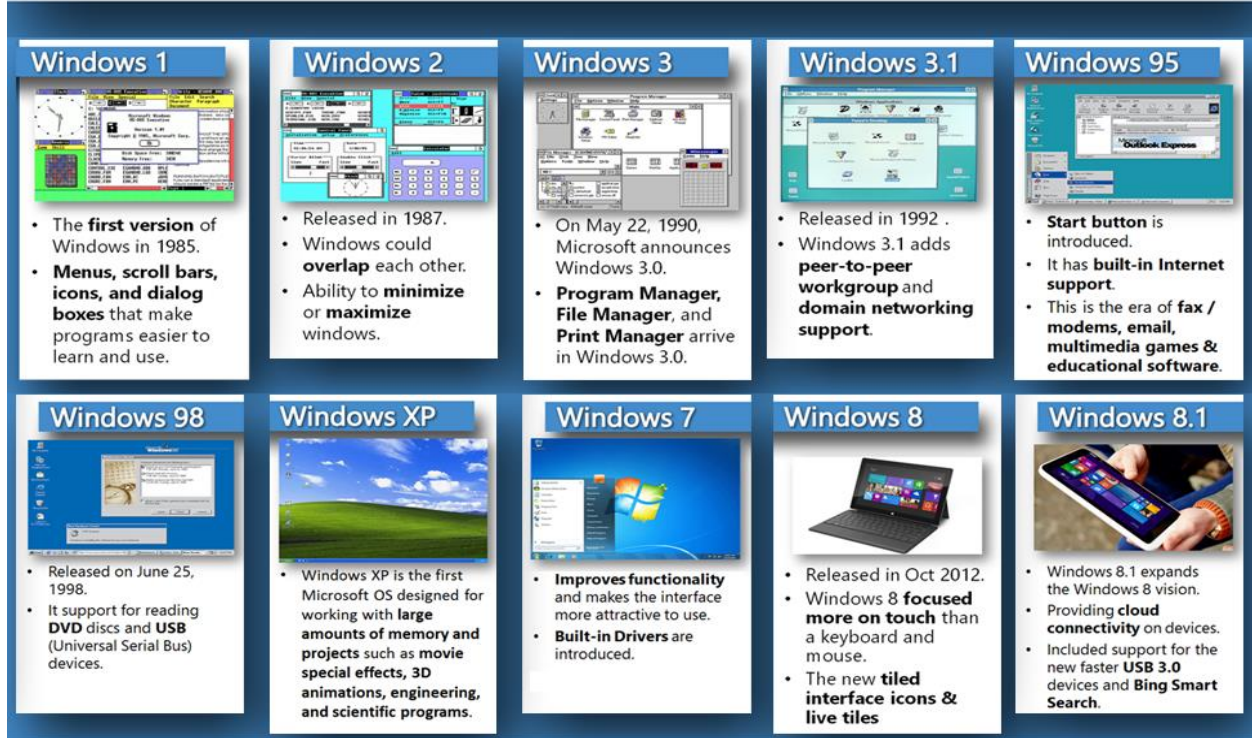 Windows 1
The first version of
Windows in 1985.
Menus, scroll bars,
icons, and dialog
boxes that make
programs easier to
learn and use.
Windows 2
Released in 1987.
Windows could
overlap each other.
Ability to minimize
or maximize
windows.
Windows 3
On May 22, 1990,
Microsoft announces
Windows 3.0.
Program Manager,
File Manager, and
Print Manager arrive
in Windows 3.0.
Windows 3.1
Released in 1992 .
Windows 3.1 adds
peer-to-peer
workgroup and
domain networking
support.
Windows 95
Outlook Express
Start button is
introduced.
It has built-in Internet
support.
This is the era of fax /
modems, email,
multimedia games &
educational software.
Windows 98
Released on June 25,
1998.
It support for reading
DVD discs and USB
(Universal Serial Bus)
devices.
Windows XP
Windows XP is the first
Microsoft OS designed for
working with large
amounts of memory and
projects such as movie
special effects, 3D
animations, engineering,
and scientific programs.
Windows 7
Improves functionality
and makes the interface
more attractive to use.
Built-in Drivers are
introduced.
Windows 8
Released in Oct 2012.
Windows 8 focused
more on touch than
a keyboard and
mouse.
The new tiled
interface icons &
live tiles
Windows 8.1
Windows 8.1 expands
the Windows 8 vision.
Providing cloud
connectivity on devices.
Included support for the
new faster USB 3.0
devices and Bing Smart
Search.